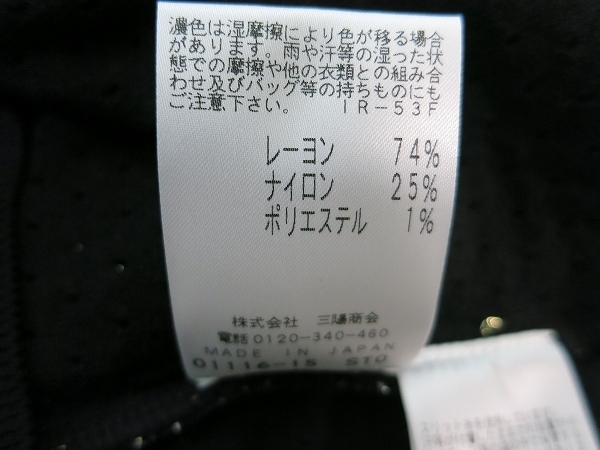 濃色は湿摩擦により色が移る場合
があります。雨や汗等の湿った状
態での摩擦や他の衣類との組み合
わせ及びバッグ等の持ちものにも
ご注意下さい。 IR-53F
レーヨン 74%
ナイロン 25%
ポリエステル 1%
株式会社 三陽商会
電話0120-340-460
MADE IN JAPAN
01116-15 STO